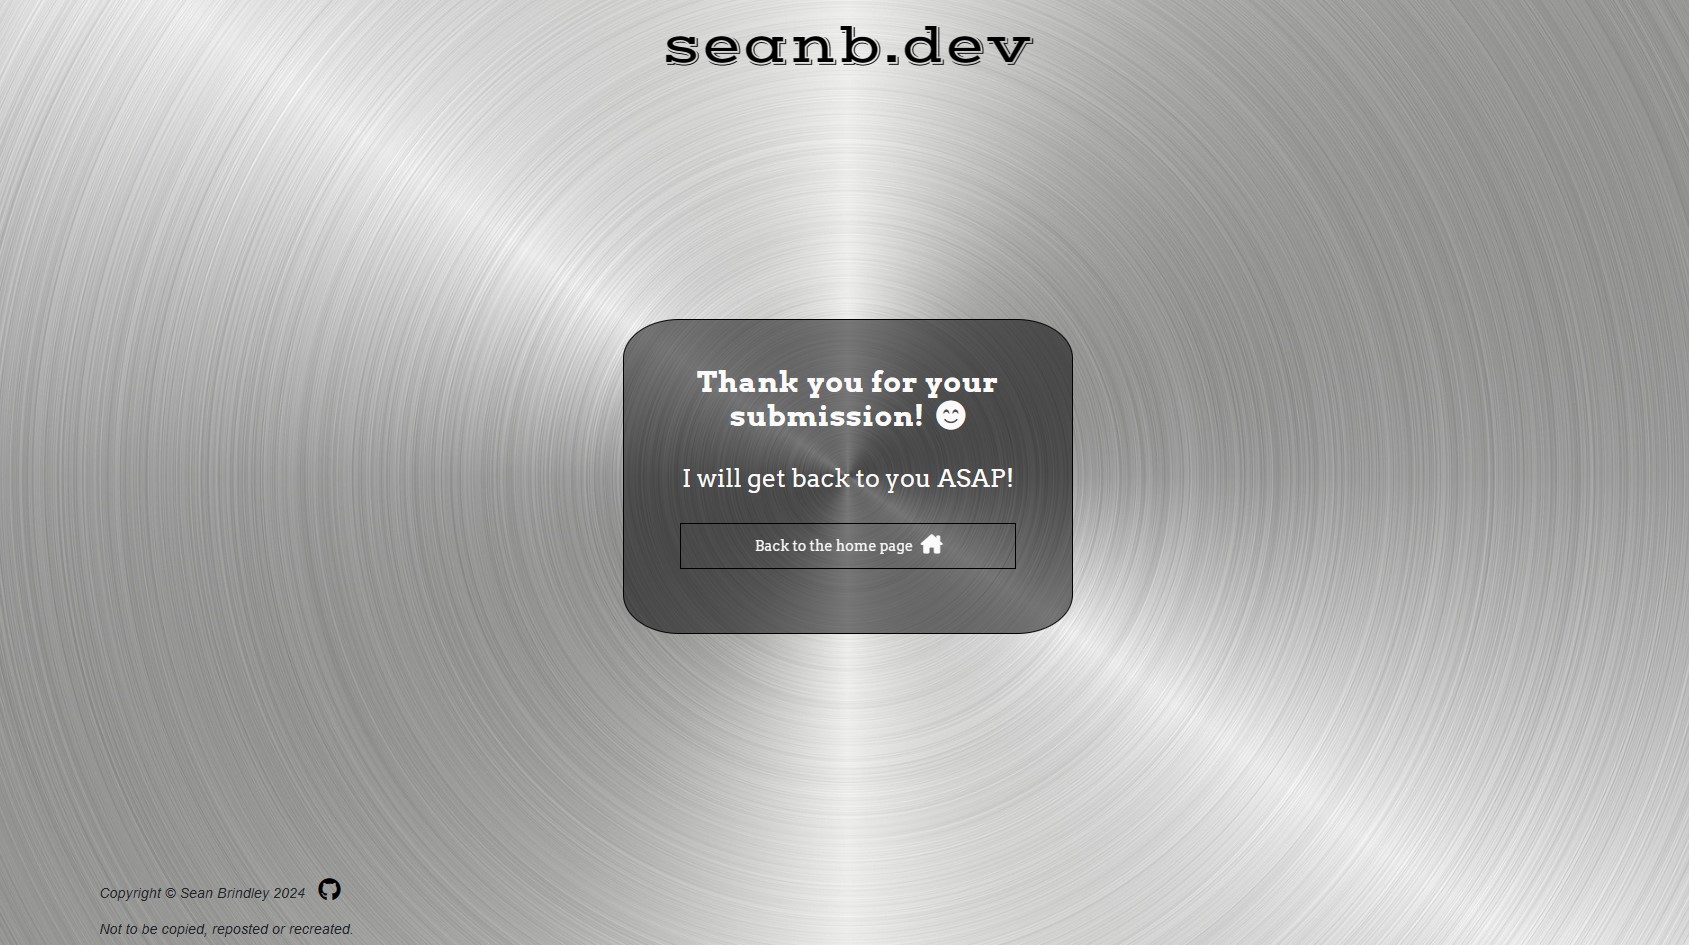 seanb.dev
Thank you for your
submission!
I will get back to you ASAP!
Back to the home page
Copyright © Sean Brindley 2024
Not to be copied, reposted or recreated.